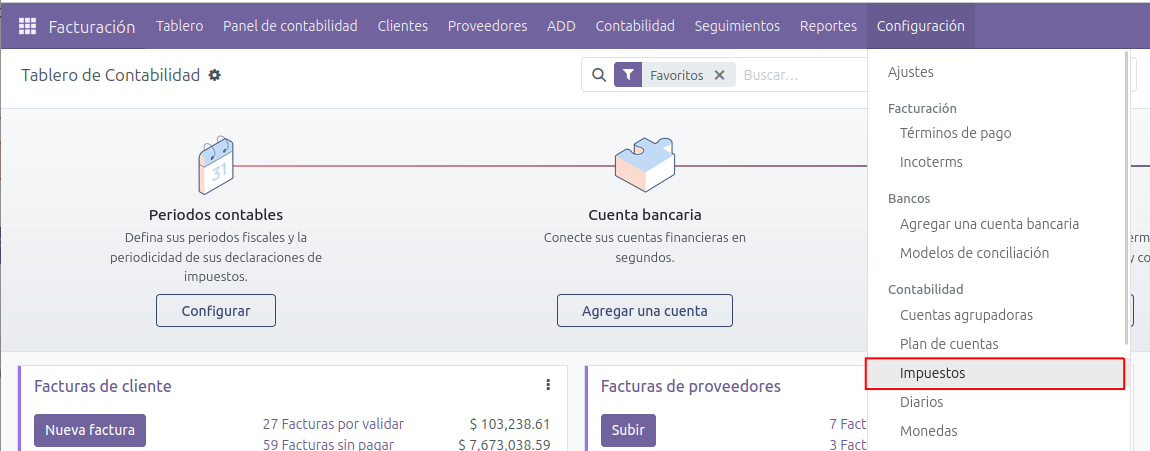 Facturación Tablero Panel de contabilidad Clientes Proveedores ADD Contabilidad Seguimientos Reportes Configuración
Tablero de Contabilidad
Favoritos
Buscar...
Ajustes
Facturación
Términos de pago
Incoterms
Bancos
Agregar una cuenta bancaria
Modelos de conciliación
Contabilidad
Cuentas agrupadoras
Plan de cuentas
Impuestos
Diarios
Monedas
31
Periodos contables
Defina sus periodos fiscales y la
periodicidad de sus declaraciones de
impuestos.
Configurar
Cuenta bancaria
Conecte sus cuentas financieras en
segundos.
Agregar una cuenta
Facturas de cliente
Nueva factura
27 Facturas por validar $ 103,238.61
59 Facturas sin pagar $ 7,673,038.59
Facturas de proveedores
Subir
7 Fact
3 Fact